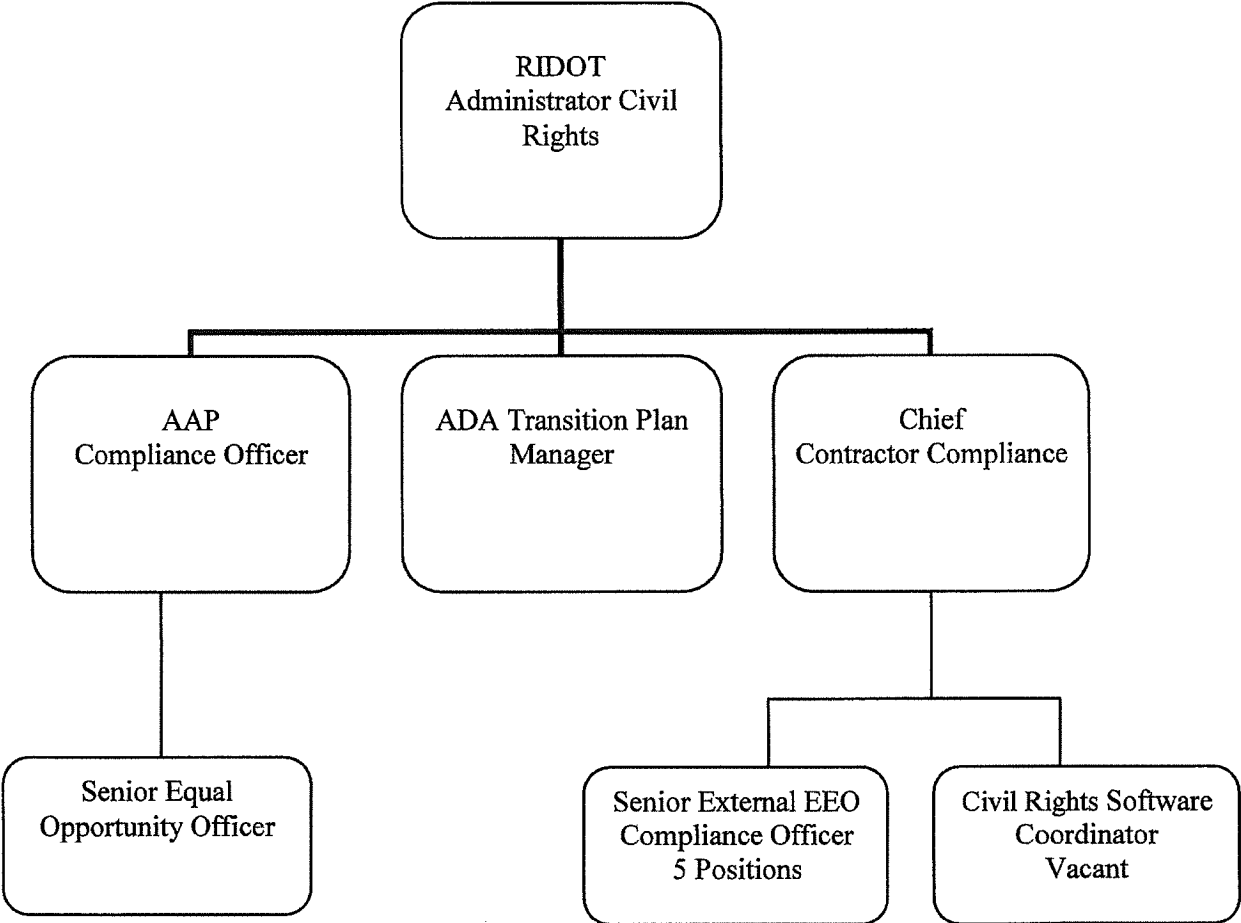 RIDOT
Administrator Civil
Rights
AAP
Compliance Officer
ADA Transition Plan
Manager
Chief
Contractor Compliance
Senior Equal
Opportunity Officer
Senior External EEO
Compliance Officer
5 Positions
Civil Rights Software
Coordinator
Vacant